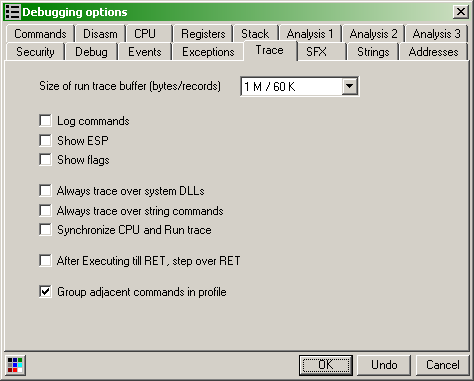 Debugging options
Commands Disasm CPU Registers Stack Analysis 1 Analysis 2 Analysis 3
Security Debug Events Exceptions Trace SFX Strings Addresses
Size of run trace buffer (bytes/records) 1 M / 60 K
Log commands
Show ESP
Show flags
Always trace over system DLLs
Always trace over string commands
Synchronize CPU and Run trace
After Executing till RET, step over RET
Group adjacent commands in profile
OK Undo Cancel